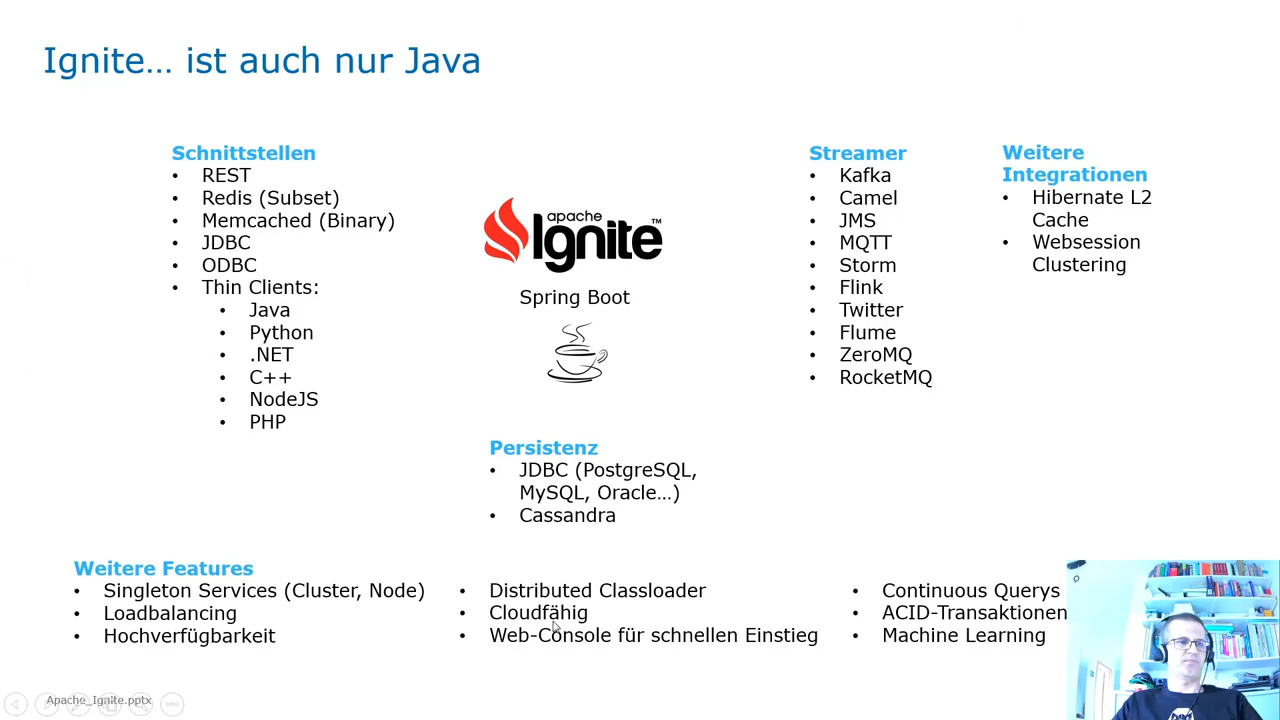 Ignite… ist auch nur Java
Schnittstellen
• REST
• Redis (Subset)
• Memcached (Binary)
• JDBC
• ODBC
• Thin Clients:
• Java
• Python
• .NET
• C++
• NodeJS
• PHP
apache
Ignite™
Spring Boot
Persistenz
• JDBC (PostgreSQL,
MySQL, Oracle…)
• Cassandra
Streamer
• Kafka
• Camel
• JMS
• MQTT
• Storm
• Flink
• Twitter
• Flume
• ZeroMQ
• RocketMQ
Weitere
Integrationen
• Hibernate L2
Cache
• Websession
Clustering
Weitere Features
• Singleton Services (Cluster, Node)
• Loadbalancing
• Hochverfügbarkeit
• Distributed Classloader
• Cloudfähig
• Web-Console für schnellen Einstieg
• Continuous Querys
• ACID-Transaktionen
• Machine Learning
Apache_Ignite.pptx